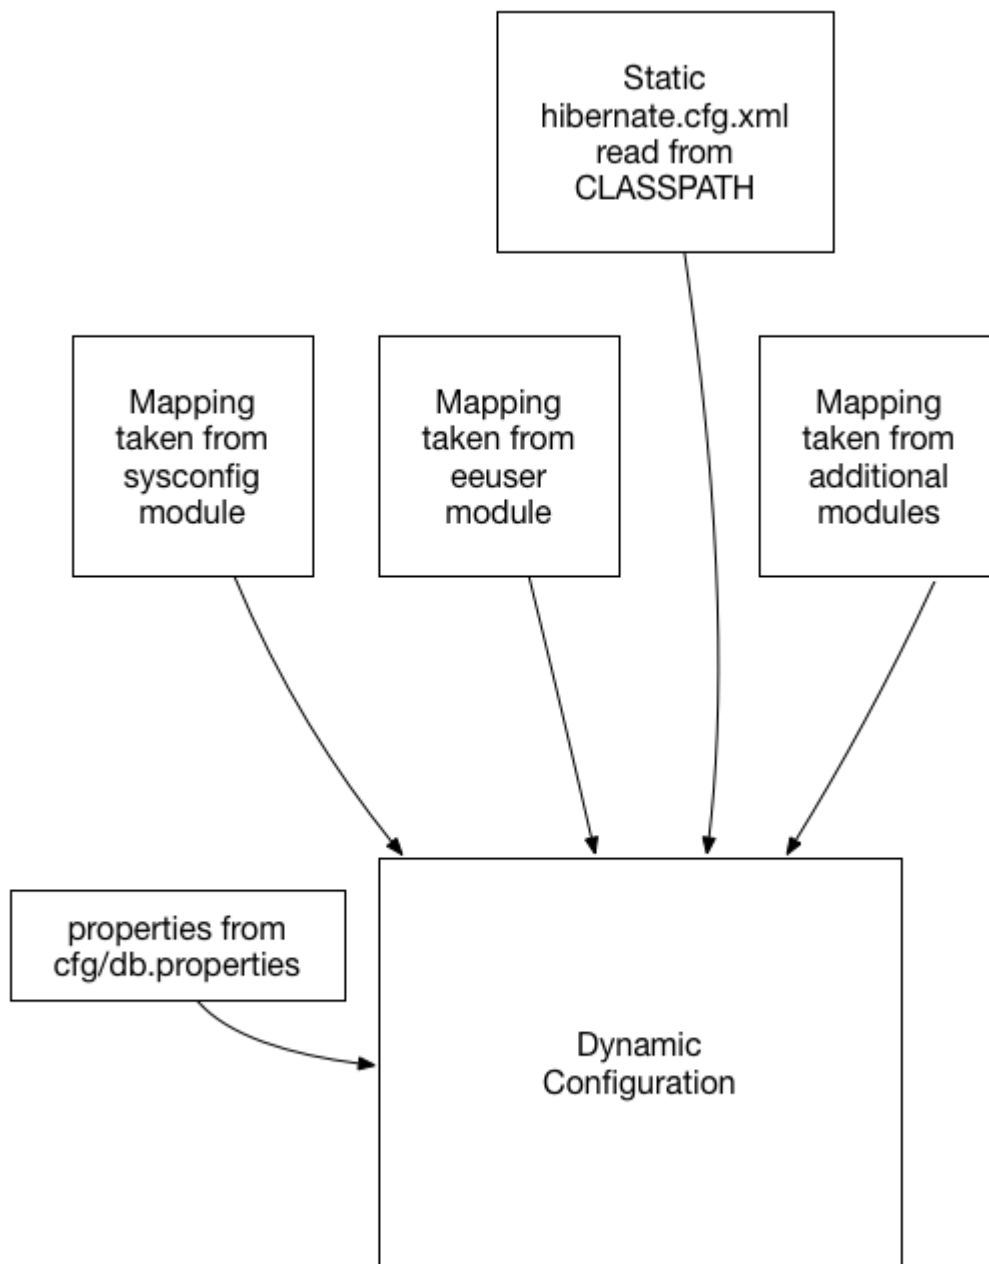 Static
hibernate.cfg.xml
read from
CLASSPATH
Mapping
taken from
sysconfig
module
Mapping
taken from
eeuser
module
Mapping
taken from
additional
modules
properties from
cfg/db.properties
Dynamic
Configuration